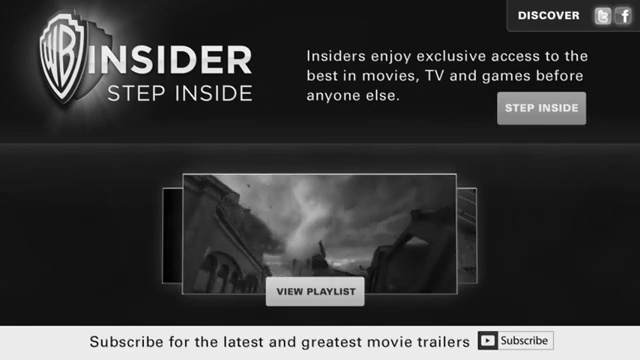 DISCOVER
WB INSIDER
STEP INSIDE
Insiders enjoy exclusive access to the
best in movies, TV and games before
anyone else.
STEP INSIDE
VIEW PLAYLIST
Subscribe for the latest and greatest movie trailers
Subscribe